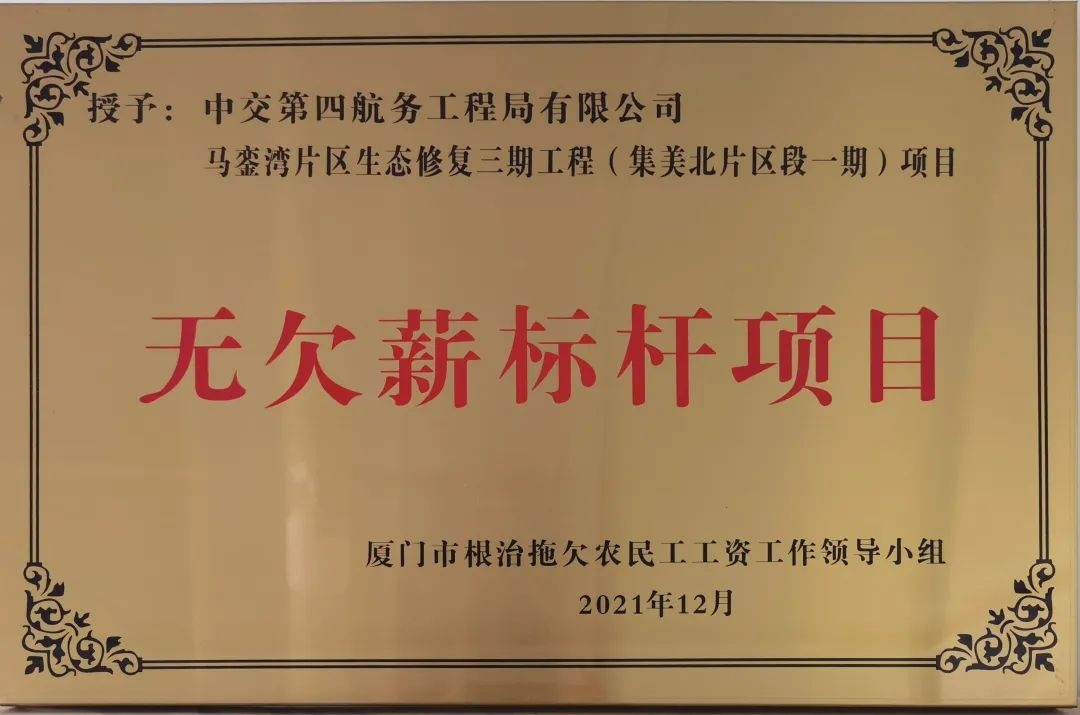 授予：中交第四航务工程局有限公司
马銮湾片区生态修复三期工程（集美北片区段一期）项目
无欠薪标杆项目
厦门市根治拖欠农民工工资工作领导小组
2021年12月